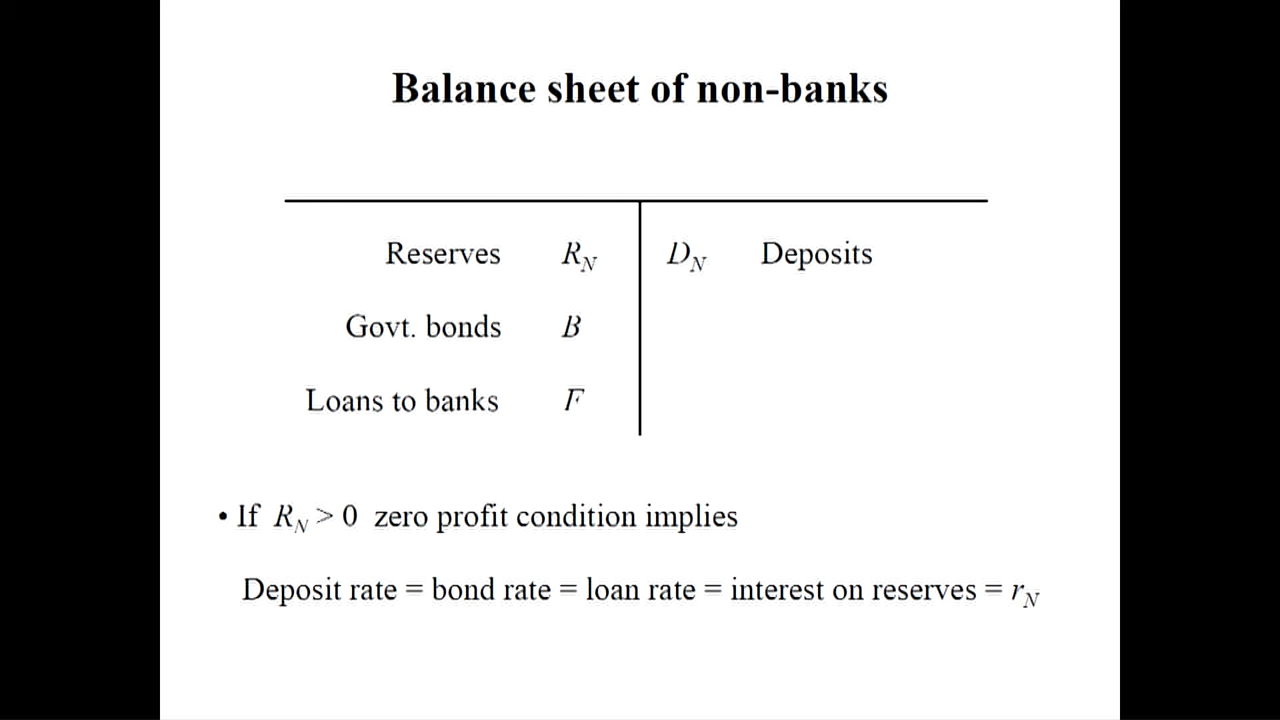 Balance sheet of non-banks
Reserves R_N D_N Deposits
Govt. bonds B
Loans to banks F
• If R_N > 0 zero profit condition implies
Deposit rate = bond rate = loan rate = interest on reserves = r_N